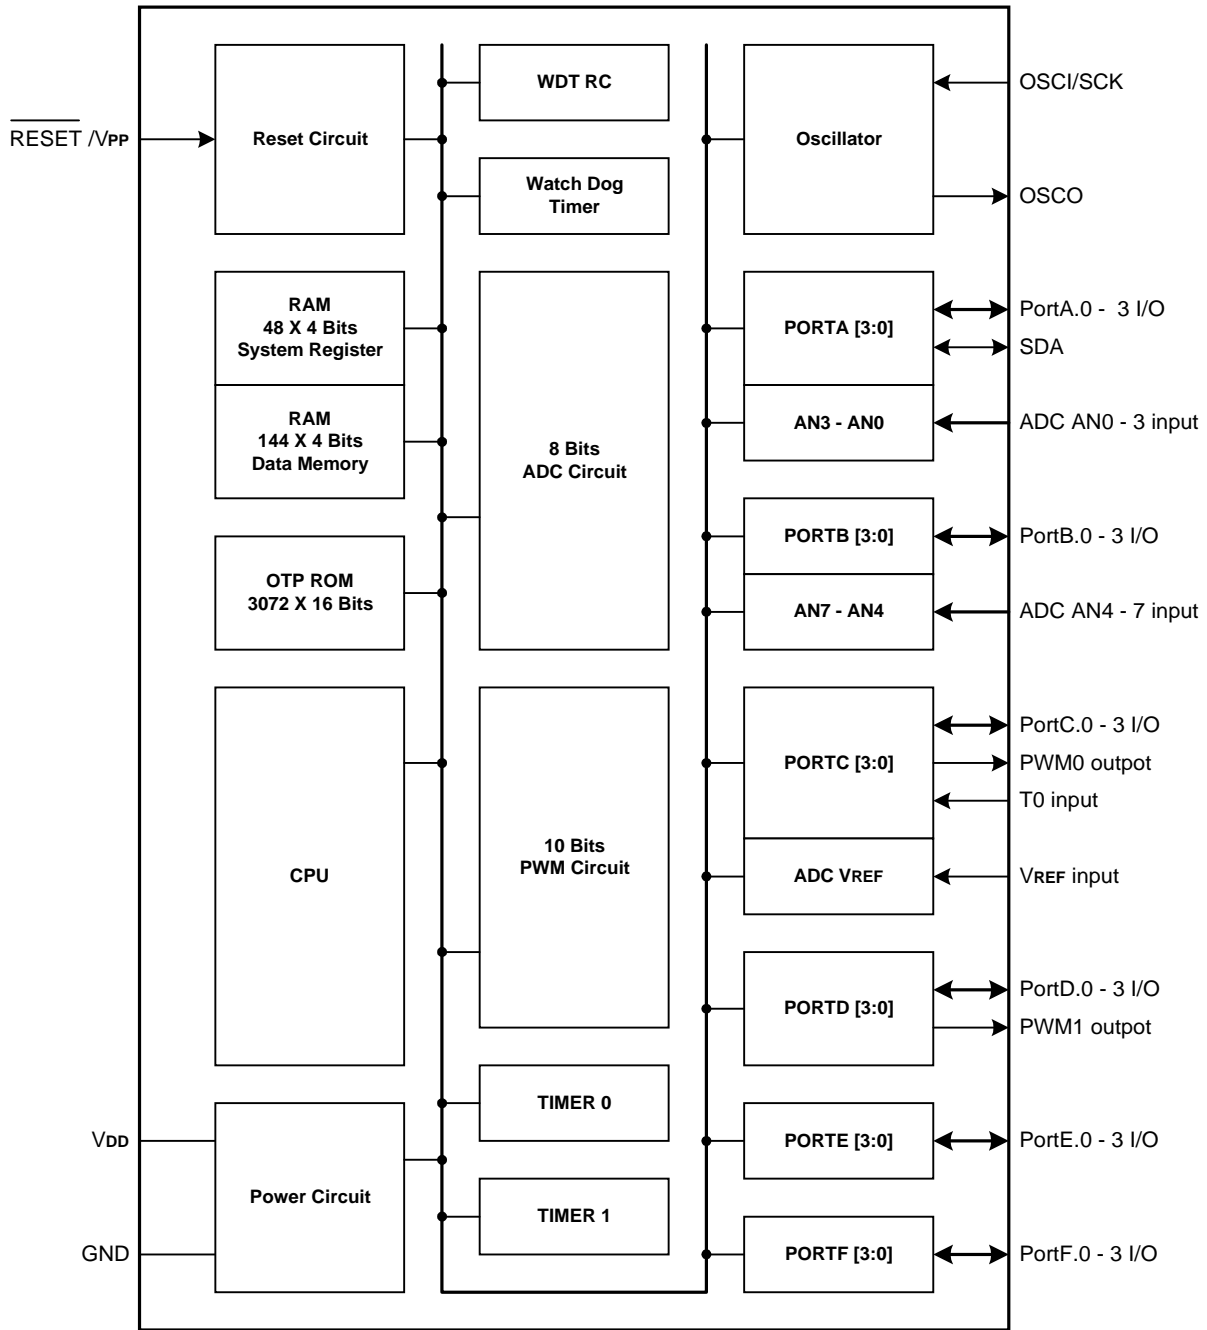 RESET /VPP
VDD
GND
Reset Circuit
RAM
48 X 4 Bits
System Register
RAM
144 X 4 Bits
Data Memory
OTP ROM
3072 X 16 Bits
CPU
Power Circuit
WDT RC
Watch Dog
Timer
8 Bits
ADC Circuit
10 Bits
PWM Circuit
TIMER 0
TIMER 1
Oscillator
PORTA [3:0]
AN3 - AN0
PORTB [3:0]
AN7 - AN4
PORTC [3:0]
ADC VREF
PORTD [3:0]
PORTE [3:0]
PORTF [3:0]
OSCI/SCK
OSCO
PortA.0 - 3 I/O
SDA
ADC AN0 - 3 input
PortB.0 - 3 I/O
ADC AN4 - 7 input
PortC.0 - 3 I/O
PWM0 outpot
T0 input
VREF input
PortD.0 - 3 I/O
PWM1 outpot
PortE.0 - 3 I/O
PortF.0 - 3 I/O